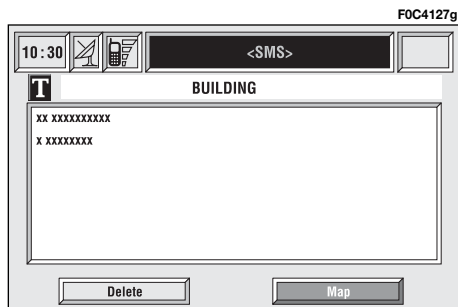 F0C4127g
10:30 <SMS>
T BUILDING
xx xxxxxxxxxx
x xxxxxxxx
Delete Map